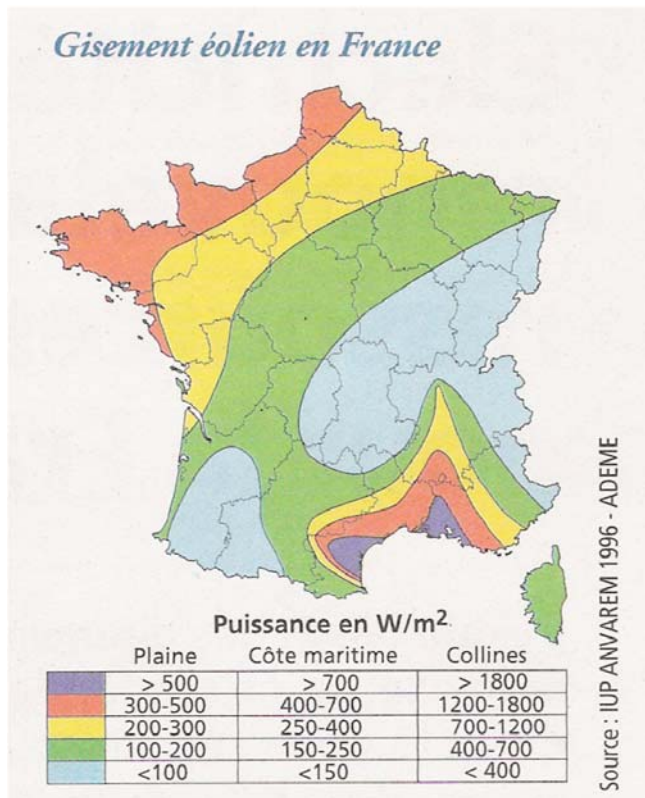 Gisement éolien en France
Puissance en W/m²
Plaine Côte maritime Collines
> 500 > 700 > 1800
300-500 400-700 1200-1800
200-300 250-400 700-1200
100-200 150-250 400-700
<100 <150 < 400
Source : IUP ANVAREM 1996 - ADEME